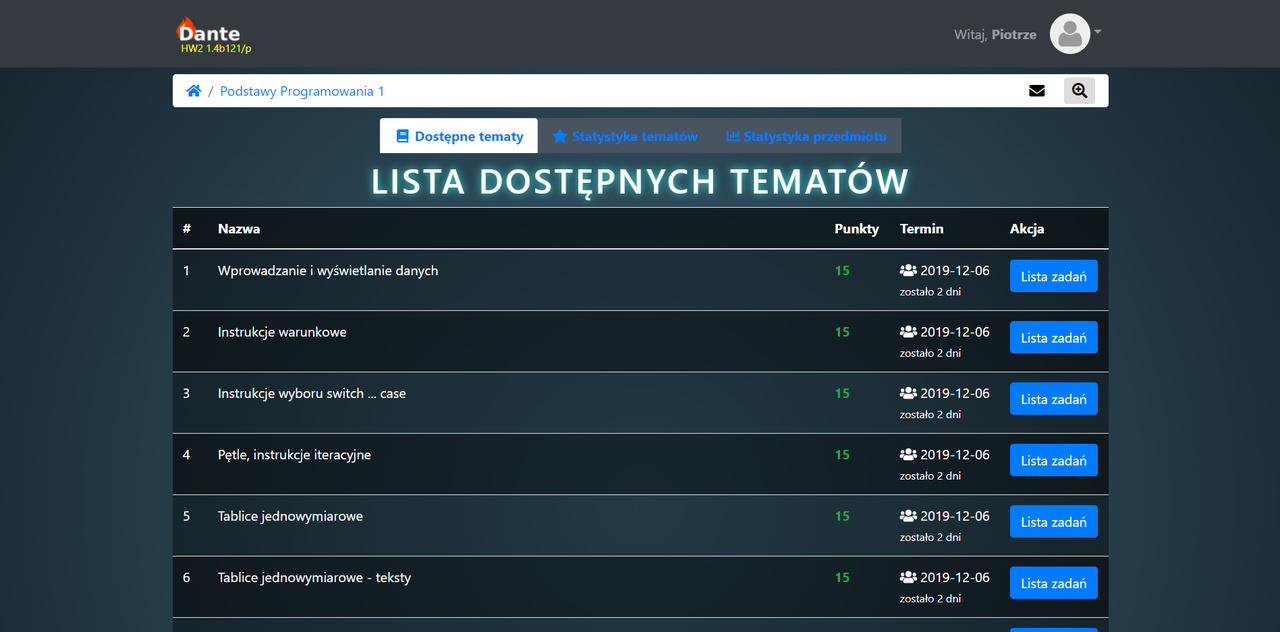 Dante
HW2 1.4b121/p
Witaj, Piotrze
/ Podstawy Programowania 1
Dostępne tematy
Statystyka tematów
Statystyka przedmiotu
LISTA DOSTĘPNYCH TEMATÓW
# Nazwa Punkty Termin Akcja
1 Wprowadzanie i wyświetlanie danych 15 2019-12-06 Lista zadań
zostało 2 dni
2 Instrukcje warunkowe 15 2019-12-06 Lista zadań
zostało 2 dni
3 Instrukcje wyboru switch ... case 15 2019-12-06 Lista zadań
zostało 2 dni
4 Pętle, instrukcje iteracyjne 15 2019-12-06 Lista zadań
zostało 2 dni
5 Tablice jednowymiarowe 15 2019-12-06 Lista zadań
zostało 2 dni
6 Tablice jednowymiarowe - teksty 15 2019-12-06 Lista zadań
zostało 2 dni